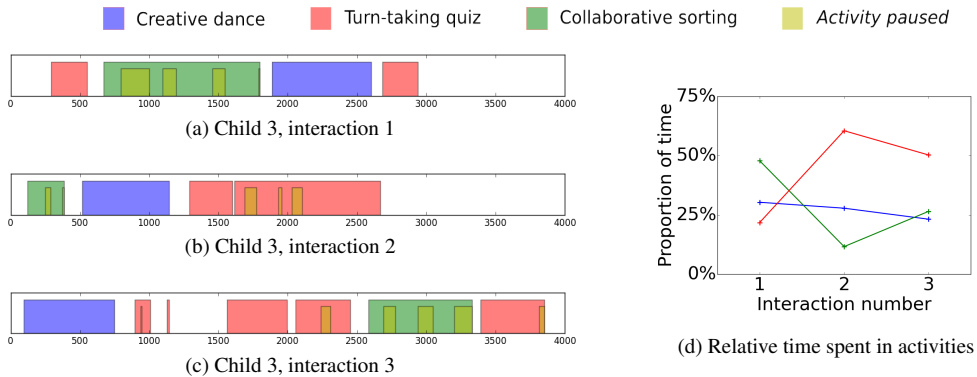 Creative dance Turn-taking quiz Collaborative sorting Activity paused
0 500 1000 1500 2000 2500 3000 3500 4000
(a) Child 3, interaction 1
0 500 1000 1500 2000 2500 3000 3500 4000
(b) Child 3, interaction 2
0 500 1000 1500 2000 2500 3000 3500 4000
(c) Child 3, interaction 3
75%
50%
25%
0%
Proportion of time
1 2 3
Interaction number
(d) Relative time spent in activities